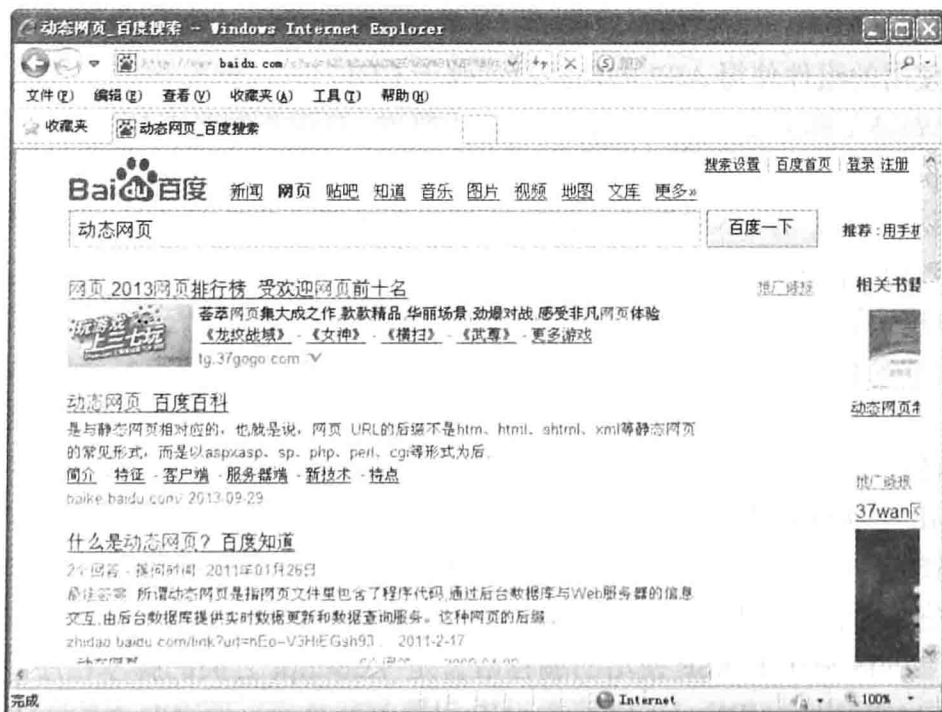 动态网页_百度搜索 - Windows Internet Explorer
baidu.com
文件(F) 编辑(E) 查看(V) 收藏夹(A) 工具(T) 帮助(H)
收藏夹 动态网页_百度搜索
搜索设置 | 百度首页 | 登录 注册
Bai du 百度 新闻 网页 贴吧 知道 音乐 图片 视频 地图 文库 更多»
动态网页 百度一下 推荐:用手机
网页 2013网页排行榜 受欢迎网页前十名 推广链接 相关书籍
荟萃网页集大成之作,款款精品,华丽场景,劲爆对战,感受非凡网页体验
玩游戏 上三七玩
《龙纹战域》 - 《女神》 - 《横扫》 - 《武尊》 - 更多游戏
tg.37gogo.com
动态网页 百度百科 动态网页制
是与静态网页相对应的,也就是说,网页 URL的后缀不是htm、html、shtml、xml等静态网页
的常见形式,而是以aspxasp、sp、php、perl、cgi等形式为后
简介 - 特征 - 客户端 - 服务器端 - 新技术 - 特点
baike.baidu.com/ 2013-09-29
推广链接
37wan网
什么是动态网页? 百度知道
2个回答 - 提问时间 2011年01月26日
最佳答案 所谓动态网页是指网页文件里包含了程序代码,通过后台数据库与Web服务器的信息
交互,由后台数据库提供实时数据更新和数据查询服务。这种网页的后缀
zhidao.baidu.com/link?url=hEo-V3HiEGsh93 2011-2-17
完成 Internet 100%